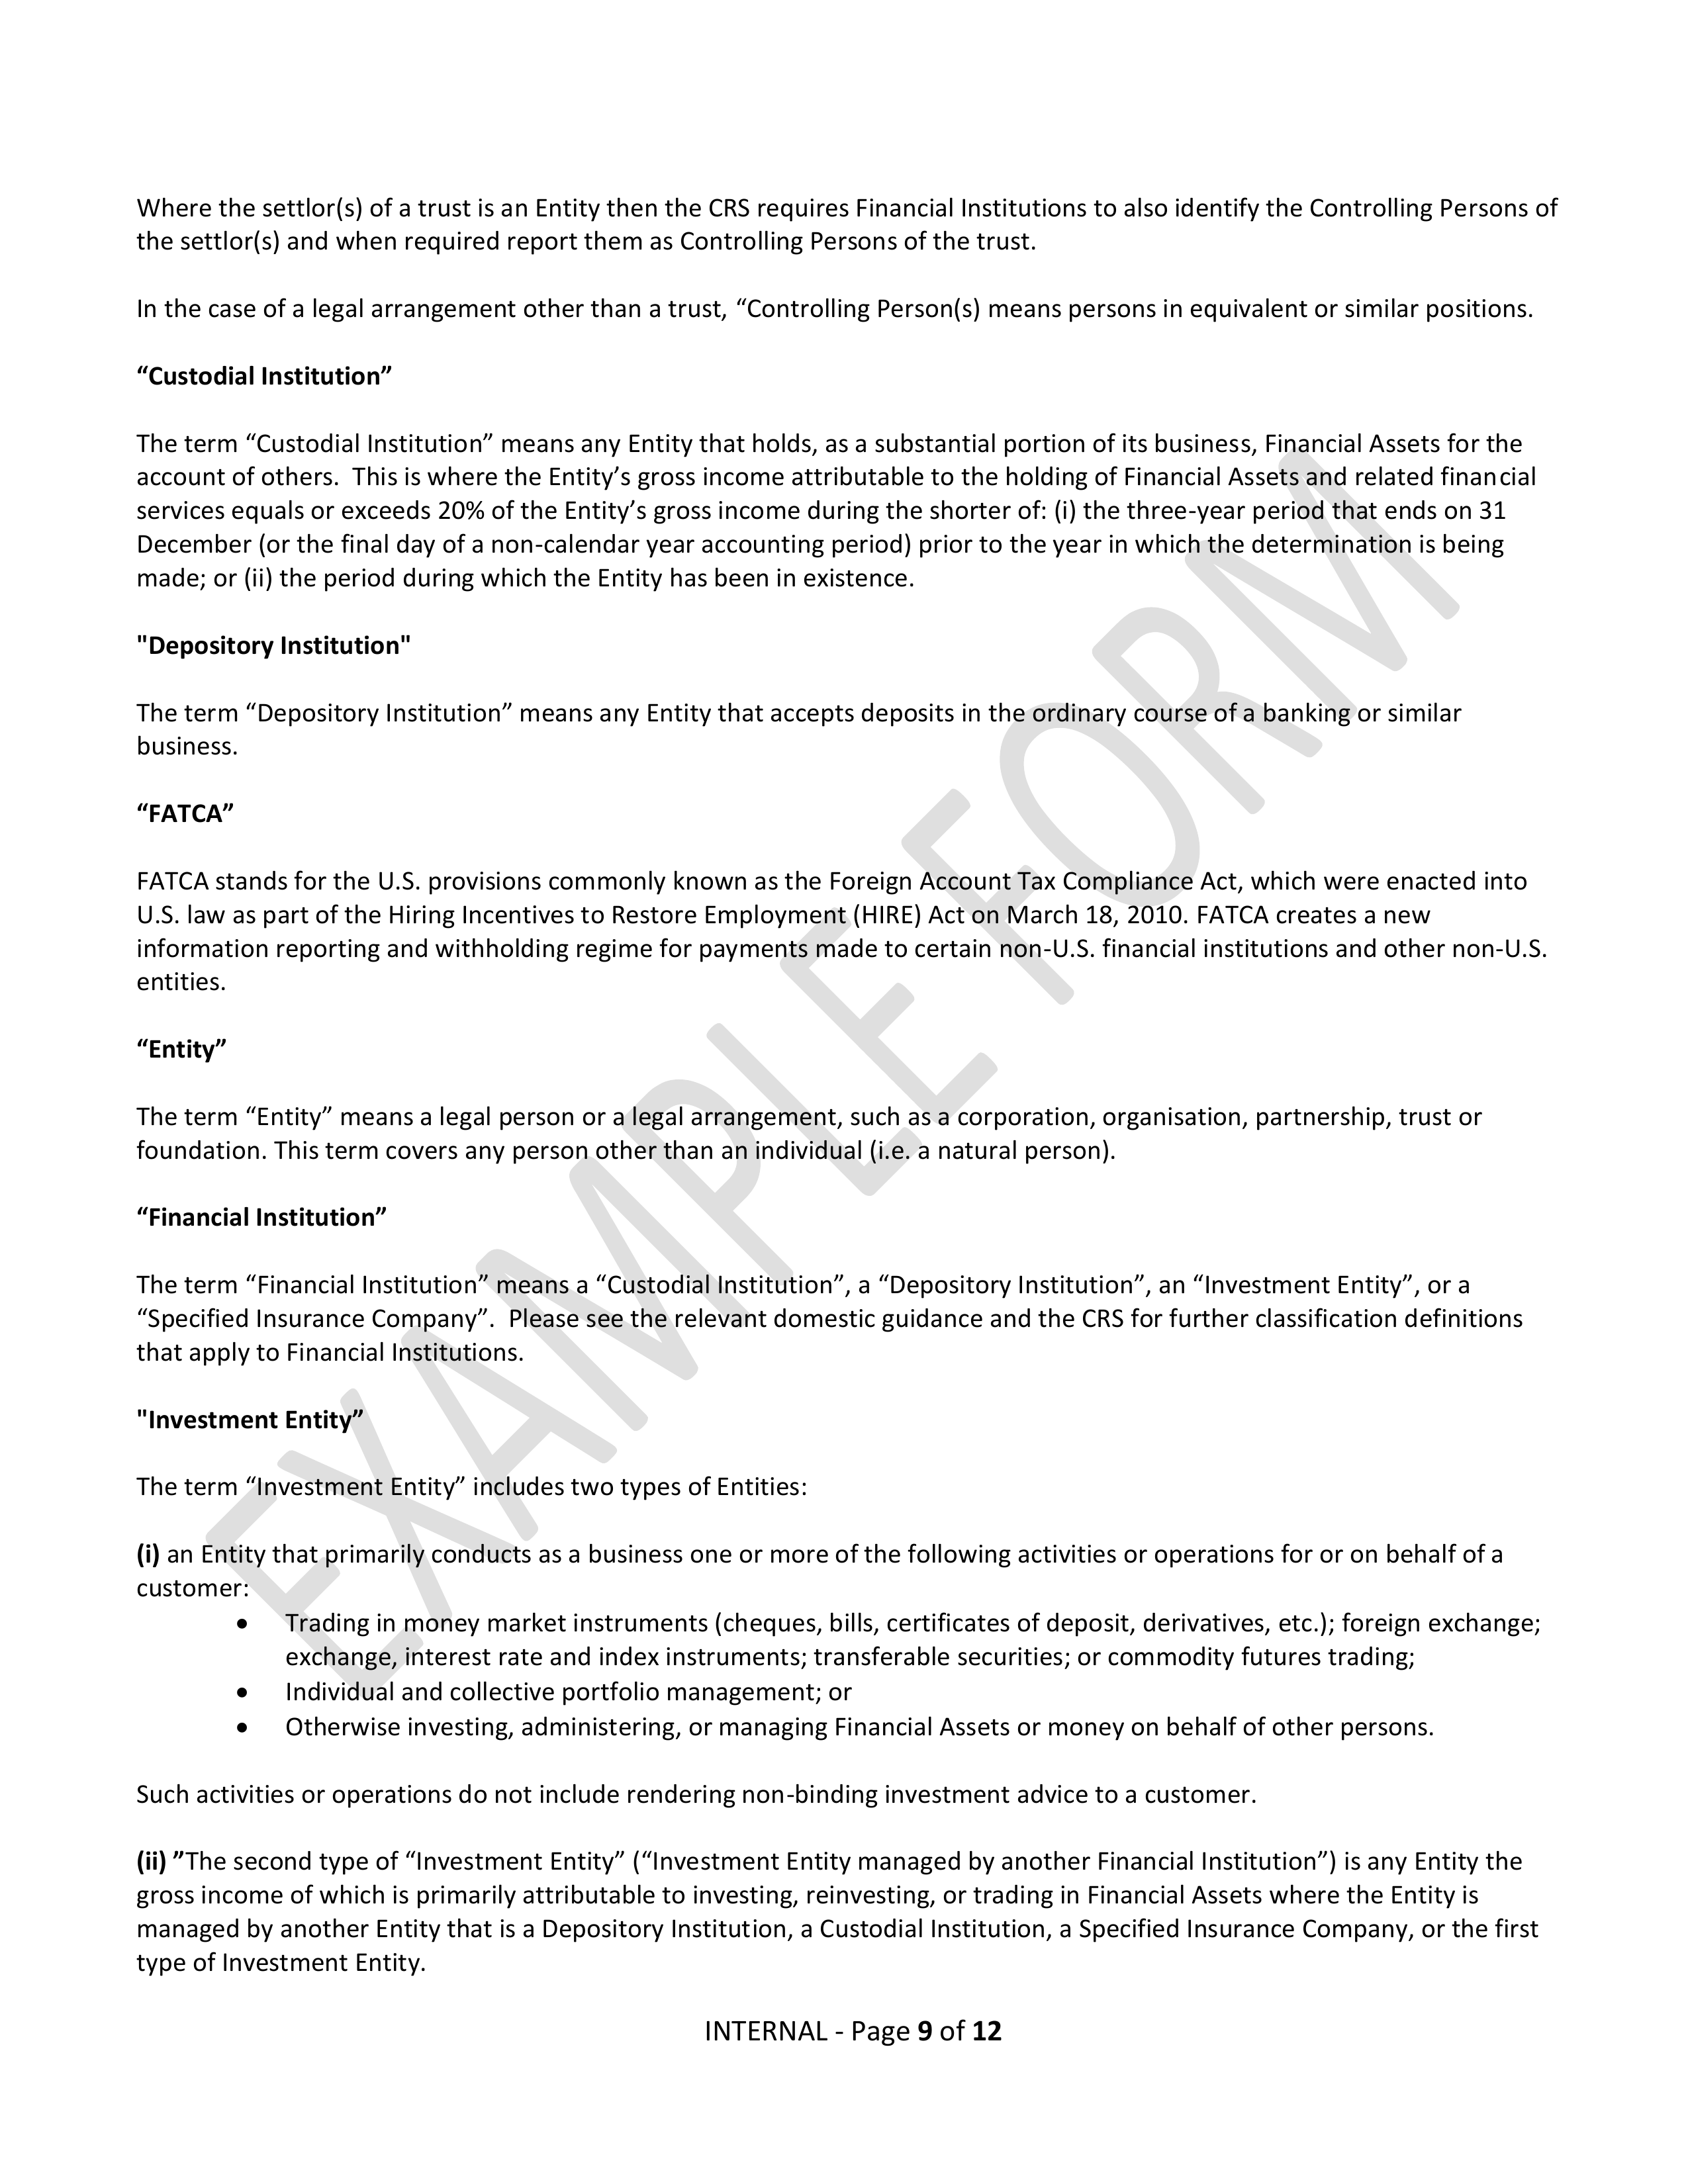 Where the settlor(s) of a trust is an Entity then the CRS requires Financial Institutions to also identify the Controlling Persons of
the settlor(s) and when required report them as Controlling Persons of the trust.
In the case of a legal arrangement other than a trust, “Controlling Person(s) means persons in equivalent or similar positions.
“Custodial Institution”
The term “Custodial Institution” means any Entity that holds, as a substantial portion of its business, Financial Assets for the
account of others.  This is where the Entity’s gross income attributable to the holding of Financial Assets and related financial
services equals or exceeds 20% of the Entity’s gross income during the shorter of: (i) the three-year period that ends on 31
December (or the final day of a non-calendar year accounting period) prior to the year in which the determination is being
made; or (ii) the period during which the Entity has been in existence.
"Depository Institution"
The term “Depository Institution” means any Entity that accepts deposits in the ordinary course of a banking or similar
business.
“FATCA”
FATCA stands for the U.S. provisions commonly known as the Foreign Account Tax Compliance Act, which were enacted into
U.S. law as part of the Hiring Incentives to Restore Employment (HIRE) Act on March 18, 2010. FATCA creates a new
information reporting and withholding regime for payments made to certain non-U.S. financial institutions and other non-U.S.
entities.
“Entity”
The term “Entity” means a legal person or a legal arrangement, such as a corporation, organisation, partnership, trust or
foundation. This term covers any person other than an individual (i.e. a natural person).
“Financial Institution”
The term “Financial Institution” means a “Custodial Institution”, a “Depository Institution”, an “Investment Entity”, or a
“Specified Insurance Company”.  Please see the relevant domestic guidance and the CRS for further classification definitions
that apply to Financial Institutions.
"Investment Entity”
The term “Investment Entity” includes two types of Entities:
(i) an Entity that primarily conducts as a business one or more of the following activities or operations for or on behalf of a
customer:
• Trading in money market instruments (cheques, bills, certificates of deposit, derivatives, etc.); foreign exchange;
exchange, interest rate and index instruments; transferable securities; or commodity futures trading;
• Individual and collective portfolio management; or
• Otherwise investing, administering, or managing Financial Assets or money on behalf of other persons.
Such activities or operations do not include rendering non-binding investment advice to a customer.
(ii) ”The second type of “Investment Entity” (“Investment Entity managed by another Financial Institution”) is any Entity the
gross income of which is primarily attributable to investing, reinvesting, or trading in Financial Assets where the Entity is
managed by another Entity that is a Depository Institution, a Custodial Institution, a Specified Insurance Company, or the first
type of Investment Entity.
INTERNAL - Page 9 of 12
EXAMPLE FORM